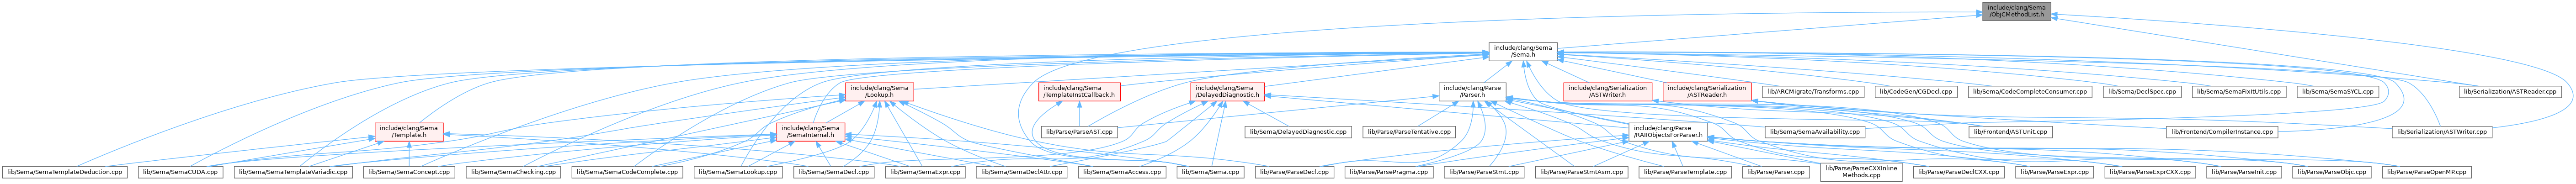 include/clang/Sema
/ObjCMethodList.h
include/clang/Sema
/Sema.h
include/clang/Sema
/Lookup.h
include/clang/Sema
/TemplateInstCallback.h
include/clang/Sema
/DelayedDiagnostic.h
include/clang/Parse
/Parser.h
include/clang/Serialization
/ASTWriter.h
include/clang/Serialization
/ASTReader.h
lib/ARCMigrate/Transforms.cpp
lib/CodeGen/CGDecl.cpp
lib/Sema/CodeCompleteConsumer.cpp
lib/Sema/DeclSpec.cpp
lib/Sema/SemaFixItUtils.cpp
lib/Sema/SemaSYCL.cpp
lib/Serialization/ASTReader.cpp
include/clang/Sema
/Template.h
include/clang/Sema
/SemaInternal.h
lib/Parse/ParseAST.cpp
lib/Sema/DelayedDiagnostic.cpp
lib/Parse/ParseTentative.cpp
include/clang/Parse
/RAIIObjectsForParser.h
lib/Sema/SemaAvailability.cpp
lib/Frontend/ASTUnit.cpp
lib/Frontend/CompilerInstance.cpp
lib/Serialization/ASTWriter.cpp
lib/Sema/SemaTemplateDeduction.cpp
lib/Sema/SemaCUDA.cpp
lib/Sema/SemaTemplateVariadic.cpp
lib/Sema/SemaConcept.cpp
lib/Sema/SemaChecking.cpp
lib/Sema/SemaCodeComplete.cpp
lib/Sema/SemaLookup.cpp
lib/Sema/SemaDecl.cpp
lib/Sema/SemaExpr.cpp
lib/Sema/SemaDeclAttr.cpp
lib/Sema/SemaAccess.cpp
lib/Sema/Sema.cpp
lib/Parse/ParseDecl.cpp
lib/Parse/ParsePragma.cpp
lib/Parse/ParseStmt.cpp
lib/Parse/ParseStmtAsm.cpp
lib/Parse/ParseTemplate.cpp
lib/Parse/Parser.cpp
lib/Parse/ParseCXXInline
Methods.cpp
lib/Parse/ParseDeclCXX.cpp
lib/Parse/ParseExpr.cpp
lib/Parse/ParseExprCXX.cpp
lib/Parse/ParseInit.cpp
lib/Parse/ParseObjc.cpp
lib/Parse/ParseOpenMP.cpp